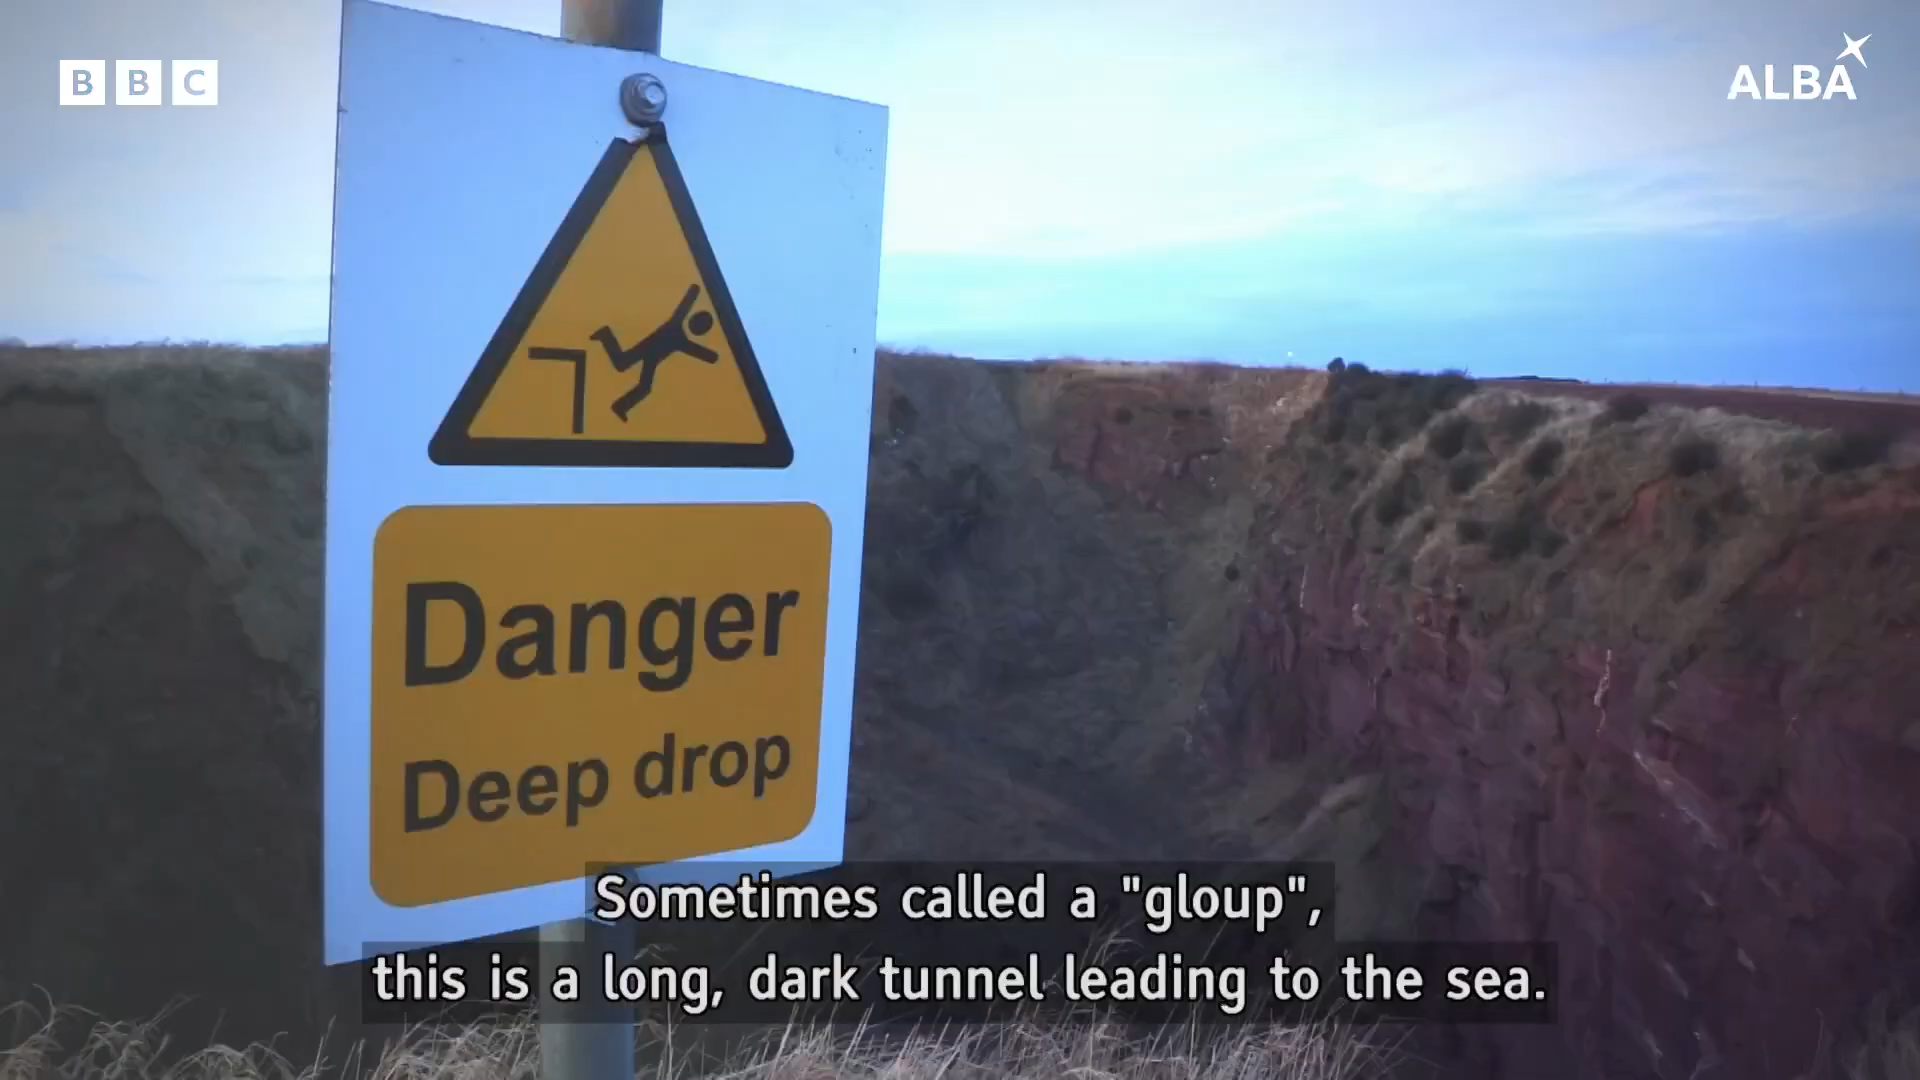 BBC
ALBA
Danger
Deep drop
Sometimes called a "gloup",
this is a long, dark tunnel leading to the sea.